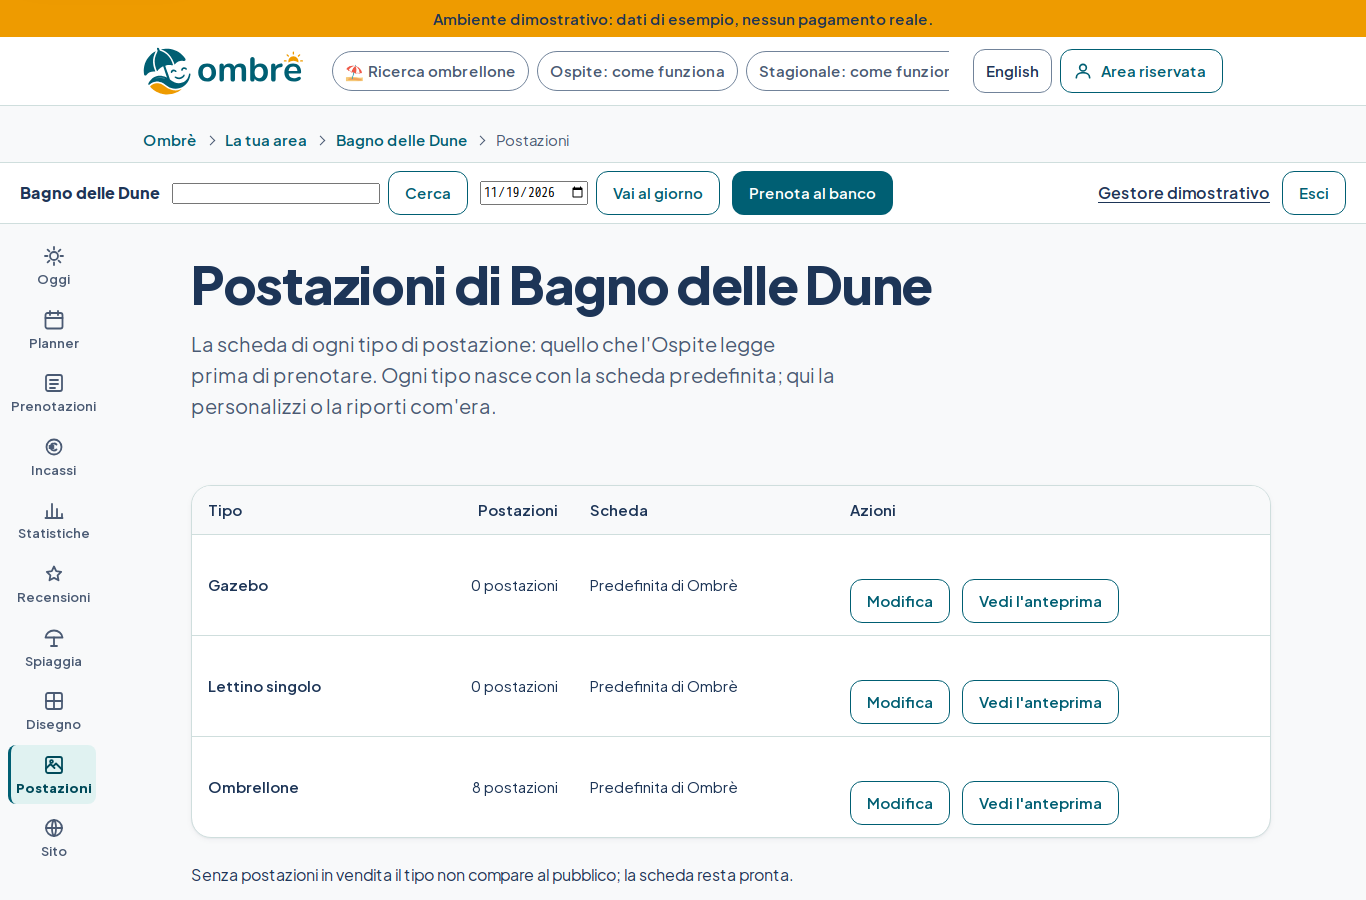 Ambiente dimostrativo: dati di esempio, nessun pagamento reale.
ombrè
Ricerca ombrellone
Ospite: come funziona
Stagionale: come funzion
English
Area riservata
Ombrè
La tua area
Bagno delle Dune
Postazioni
Bagno delle Dune
Cerca
11/19/2026
Vai al giorno
Prenota al banco
Gestore dimostrativo
Esci
Oggi
Planner
Prenotazioni
Incassi
Statistiche
Recensioni
Spiaggia
Disegno
Postazioni
Sito
Postazioni di Bagno delle Dune
La scheda di ogni tipo di postazione: quello che l'Ospite legge
prima di prenotare. Ogni tipo nasce con la scheda predefinita; qui la
personalizzi o la riporti com'era.
Tipo Postazioni Scheda Azioni
Gazebo 0 postazioni Predefinita di Ombrè Modifica Vedi l'anteprima
Lettino singolo 0 postazioni Predefinita di Ombrè Modifica Vedi l'anteprima
Ombrellone 8 postazioni Predefinita di Ombrè Modifica Vedi l'anteprima
Senza postazioni in vendita il tipo non compare al pubblico; la scheda resta pronta.